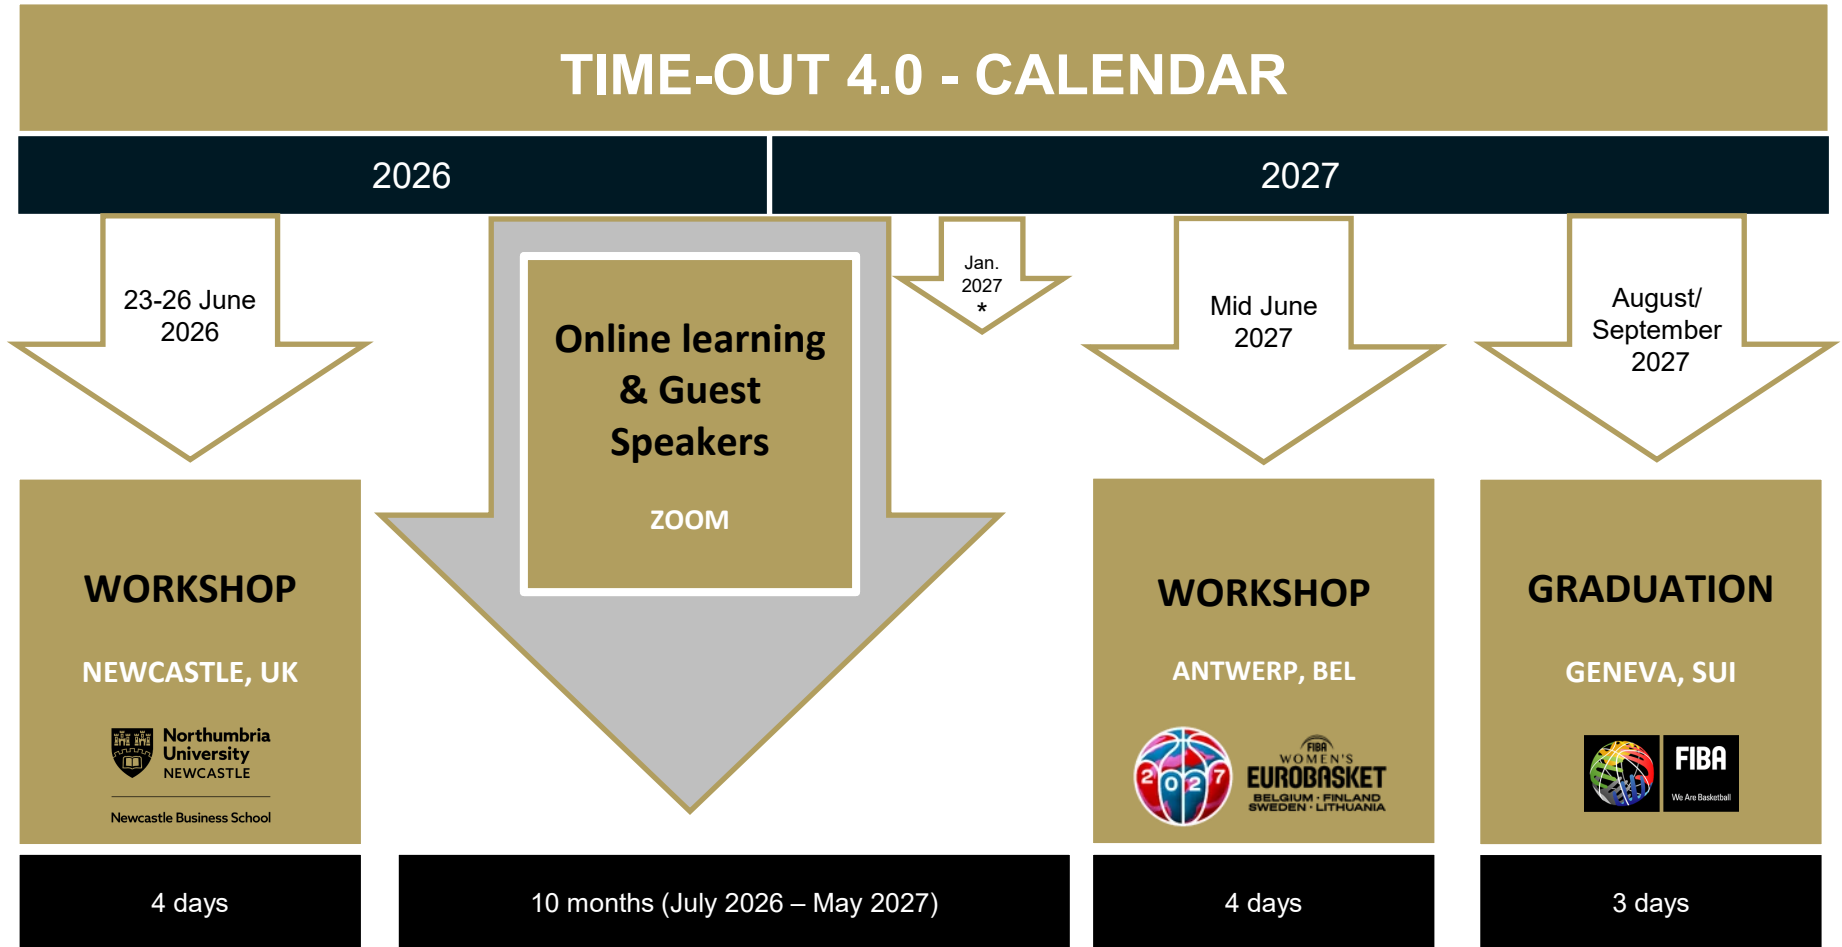 TIME-OUT 4.0 - CALENDAR
2026
2027
23-26 June
2026
Online learning
& Guest
Speakers
ZOOM
Jan.
2027
*
Mid June
2027
August/
September
2027
WORKSHOP
NEWCASTLE, UK
Northumbria
University
NEWCASTLE
Newcastle Business School
WORKSHOP
ANTWERP, BEL
2027
FIBA
WOMEN'S
EUROBASKET
BELGIUM · FINLAND
SWEDEN · LITHUANIA
GRADUATION
GENEVA, SUI
FIBA
We Are Basketball
4 days
10 months (July 2026 – May 2027)
4 days
3 days